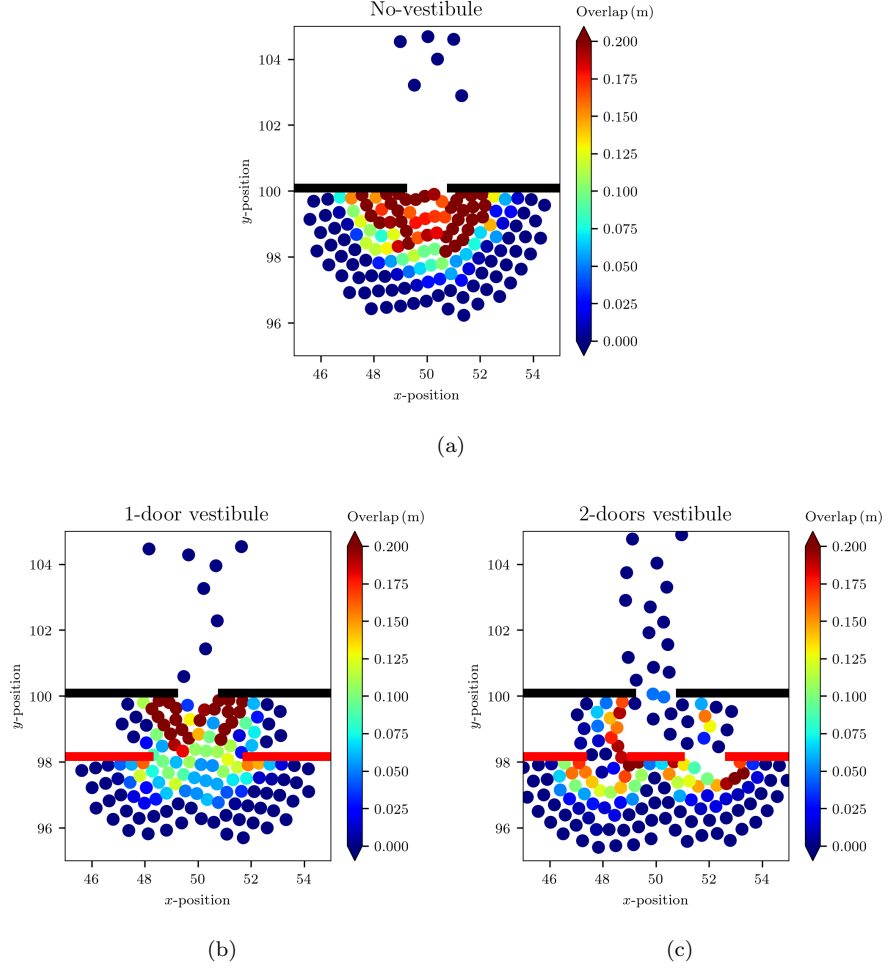 No-vestibule
Overlap (m)
104
102
100
98
96
y-position
46 48 50 52 54
x-position
0.200
0.175
0.150
0.125
0.100
0.075
0.050
0.025
0.000
(a)
1-door vestibule
Overlap (m)
104
102
100
98
96
y-position
46 48 50 52 54
x-position
0.200
0.175
0.150
0.125
0.100
0.075
0.050
0.025
0.000
(b)
2-doors vestibule
Overlap (m)
104
102
100
98
96
y-position
46 48 50 52 54
x-position
0.200
0.175
0.150
0.125
0.100
0.075
0.050
0.025
0.000
(c)